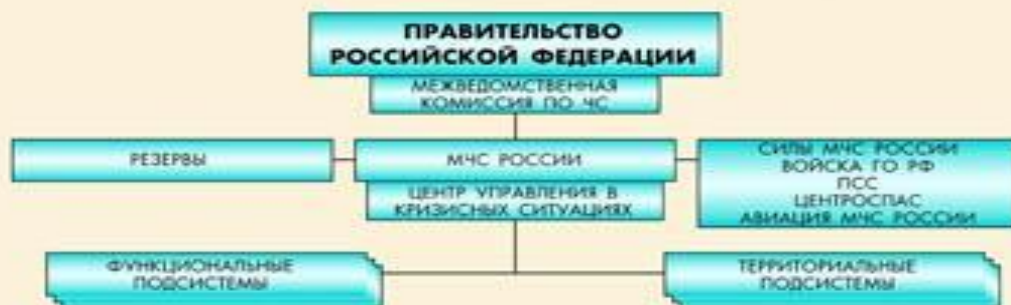 ПРАВИТЕЛЬСТВО
РОССИЙСКОЙ ФЕДЕРАЦИИ
МЕЖВЕДОМСТВЕННАЯ
КОМИССИЯ ПО ЧС
РЕЗЕРВЫ
МЧС РОССИИ
СИЛЫ МЧС РОССИИ
ВОЙСКА ГО РФ
ПСС
ЦЕНТРОСПАС
АВИАЦИЯ МЧС РОССИИ
ЦЕНТР УПРАВЛЕНИЯ В
КРИЗИСНЫХ СИТУАЦИЯХ
ФУНКЦИОНАЛЬНЫЕ
ПОДСИСТЕМЫ
ТЕРРИТОРИАЛЬНЫЕ
ПОДСИСТЕМЫ